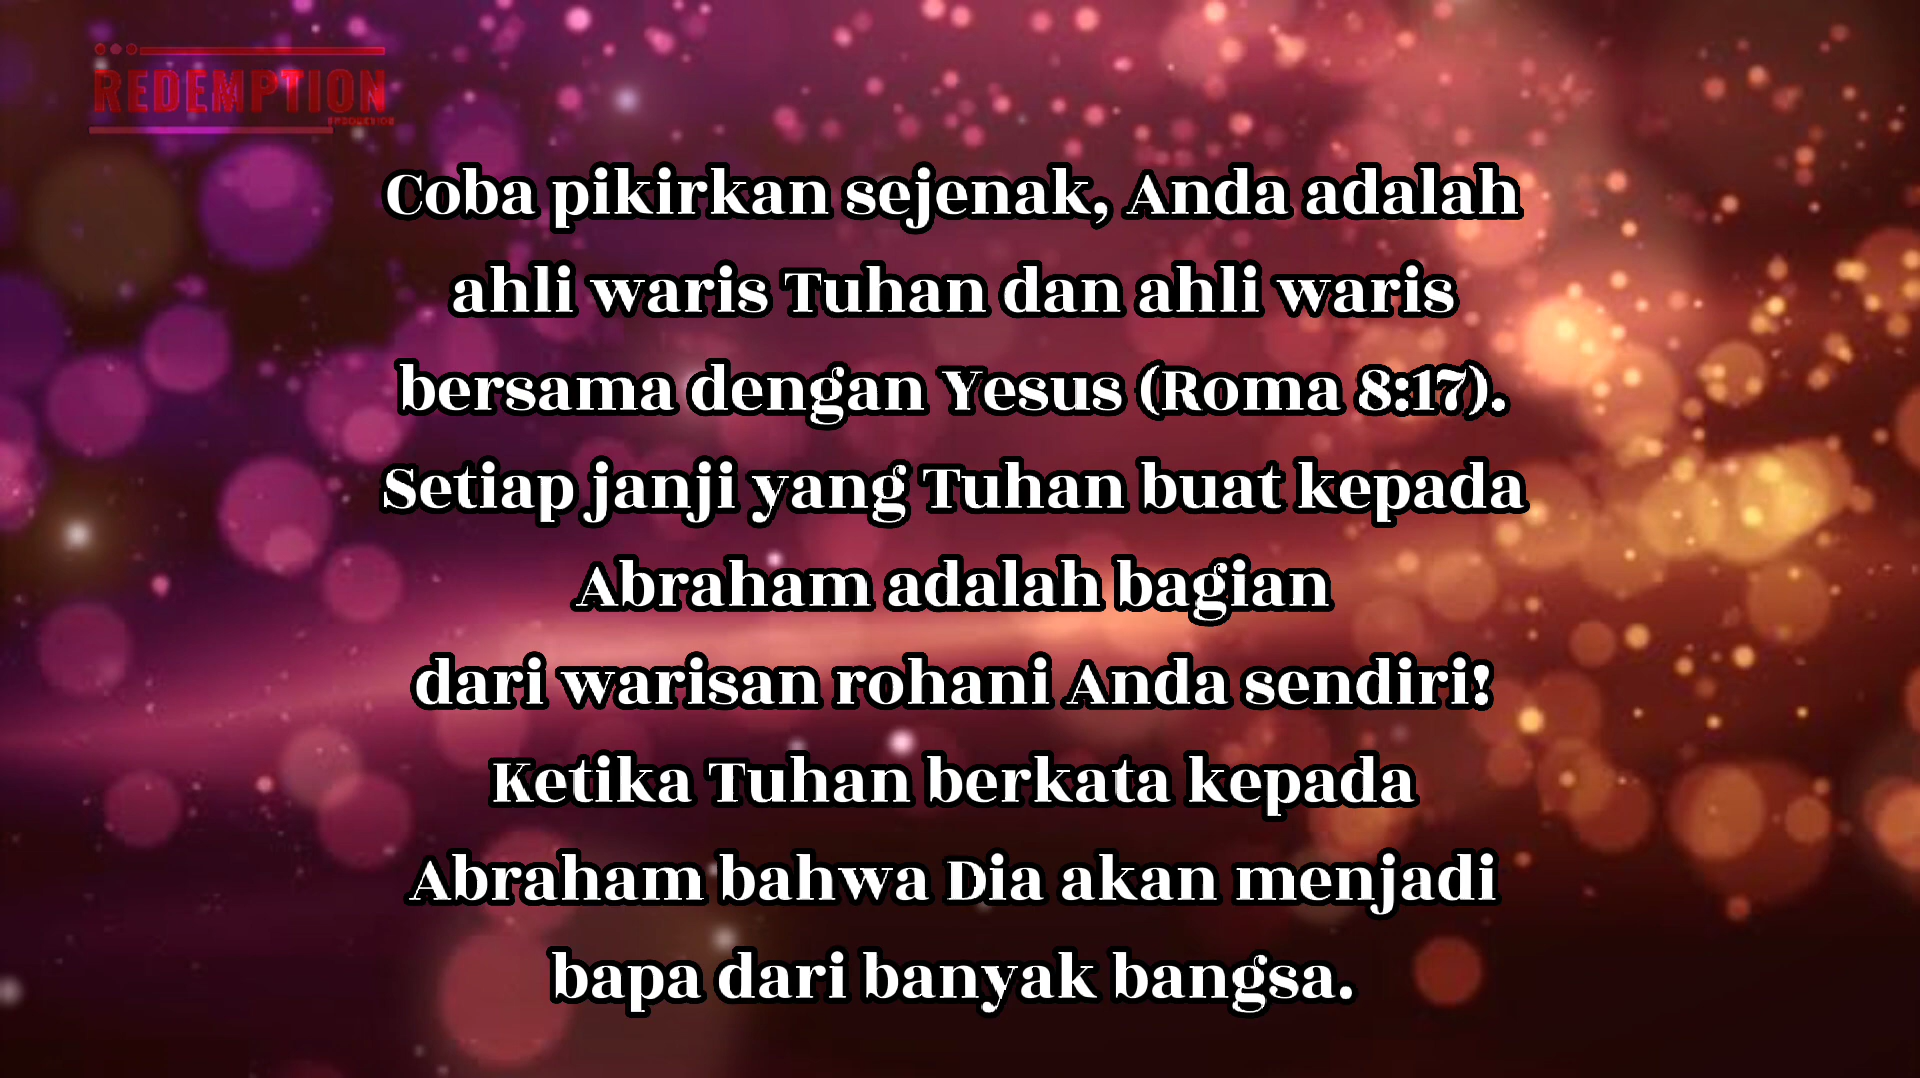 REDEMPTION
Coba pikirkan sejenak, Anda adalah
ahli waris Tuhan dan ahli waris
bersama dengan Yesus (Roma 8:17).
Setiap janji yang Tuhan buat kepada
Abraham adalah bagian
dari warisan rohani Anda sendiri!
Ketika Tuhan berkata kepada
Abraham bahwa Dia akan menjadi
bapa dari banyak bangsa.